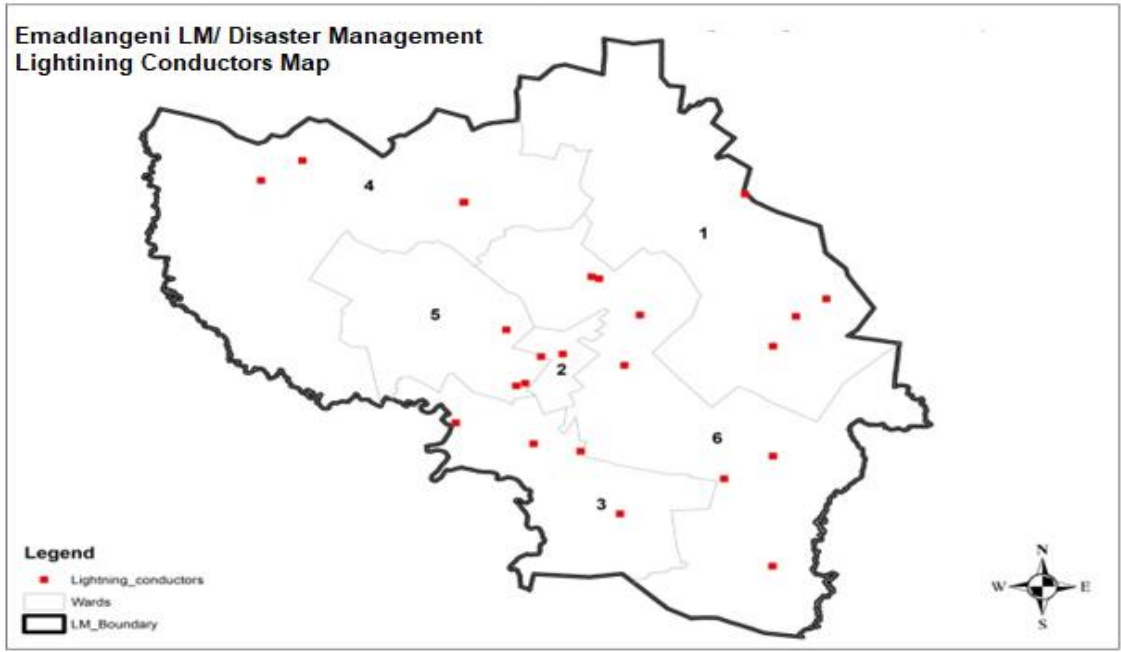 Emadlangeni LM/ Disaster Management
Lightining Conductors Map
4
1
5
2
6
3
Legend
Lightning_conductors
Wards
LM_Boundary
N
W E
S